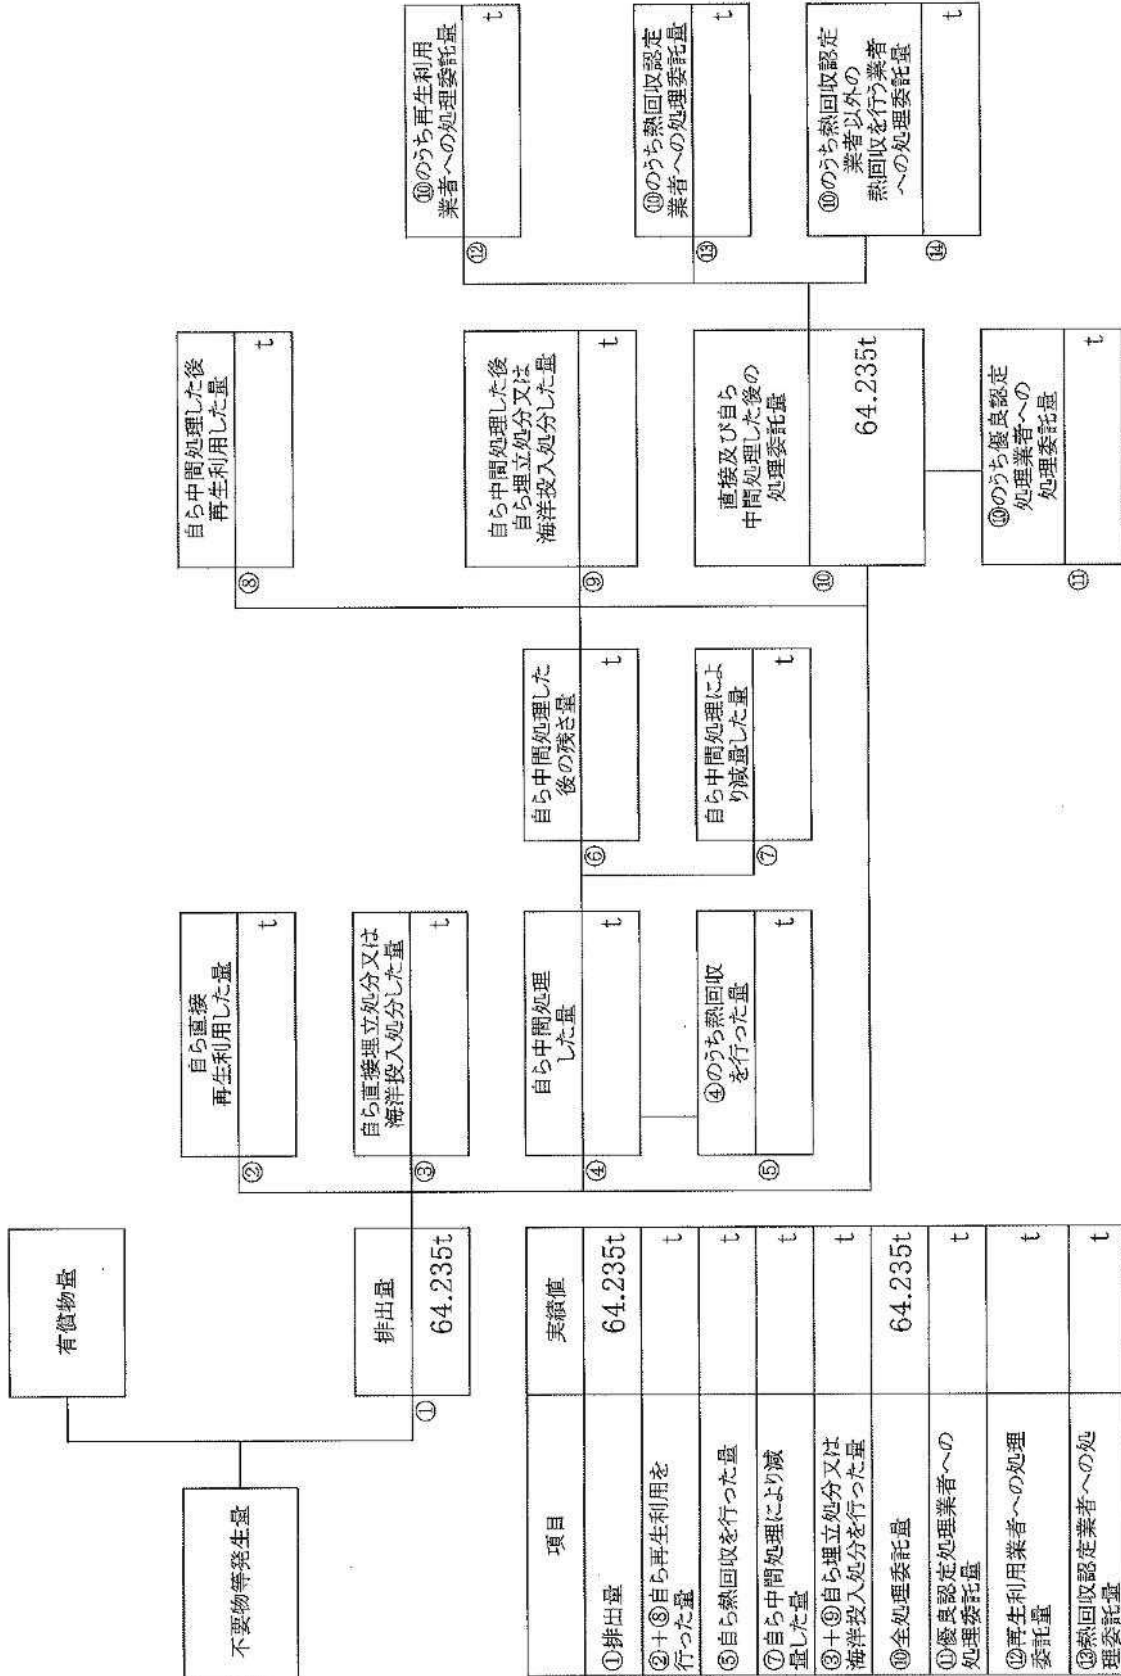 不要物等発生量
有償物量
①
排出量
64.235t
②
自ら直接
再生利用した量
t
③
自ら直接埋立処分又は
海洋投入処分した量
t
④
自ら中間処理
した量
t
⑤
④のうち熱回収
を行った量
t
⑥
自ら中間処理した
後の残さ量
t
⑦
自ら中間処理によ
り減量した量
t
⑧
自ら中間処理した後
再生利用した量
t
⑨
自ら中間処理した後
自ら埋立処分又は
海洋投入処分した量
t
⑩
直接及び自ら
中間処理した後の
処理委託量
64.235t
⑪
⑩のうち優良認定
処理業者への
処理委託量
t
⑫
⑩のうち再生利用
業者への処理委託量
t
⑬
⑩のうち熱回収認定
業者への処理委託量
t
⑭
⑩のうち熱回収認定
業者以外の
熱回収を行う業者
への処理委託量
t
項目 実績値
①排出量 64.235t
②+⑧自ら再生利用を
行った量 t
⑤自ら熱回収を行った量 t
⑦自ら中間処理により減
量した量 t
③+⑨自ら埋立処分又は
海洋投入処分を行った量 t
⑩全処理委託量 64.235t
⑪優良認定処理業者への
処理委託量 t
⑫再生利用業者への処理
委託量 t
⑬熱回収認定業者への処
理委託量 t